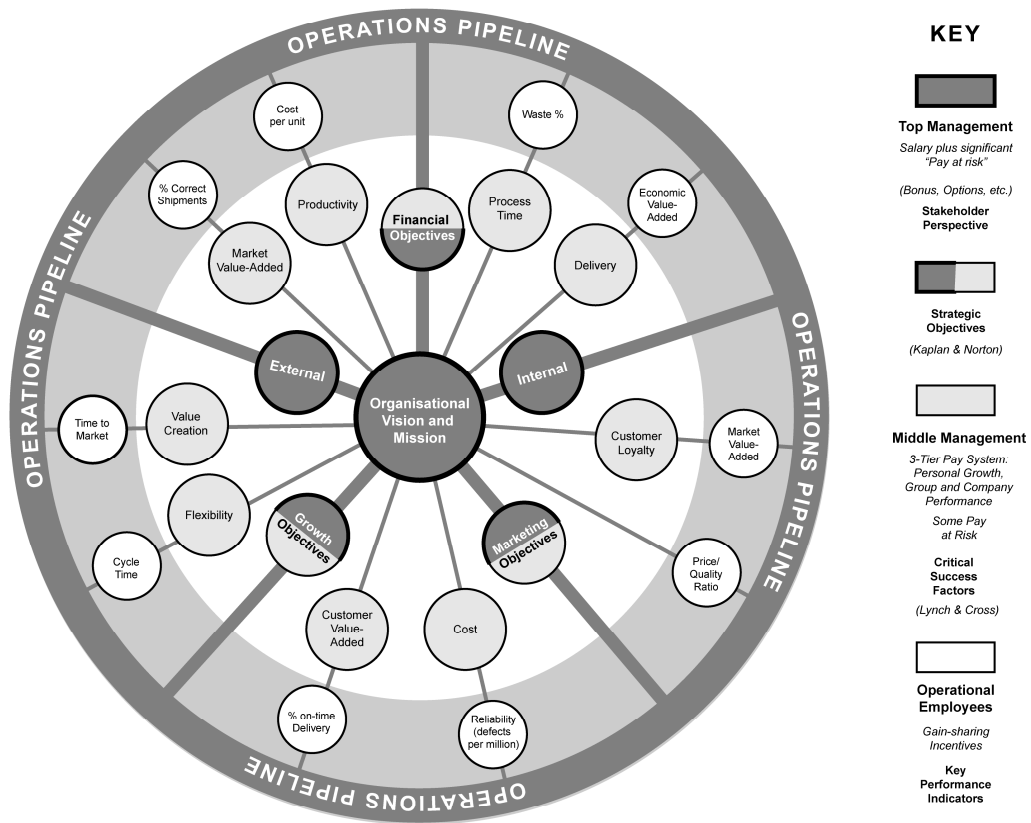 OPERATIONS PIPELINE
OPERATIONS PIPELINE
OPERATIONS PIPELINE
OPERATIONS PIPELINE
Cost
per unit
Waste %
% Correct
Shipments
Productivity
Financial
Objectives
Process
Time
Economic
Value-
Added
Market
Value-Added
Delivery
External
Internal
Organisational
Vision and
Mission
Time to
Market
Value
Creation
Customer
Loyalty
Market
Value-
Added
Flexibility
Growth
Objectives
Marketing
Objectives
Cycle
Time
Price/
Quality
Ratio
Customer
Value-
Added
Cost
% on-time
Delivery
Reliability
(defects
per million)
KEY
Top Management
Salary plus significant
"Pay at risk"
(Bonus, Options, etc.)
Stakeholder
Perspective
Strategic
Objectives
(Kaplan & Norton)
Middle Management
3-Tier Pay System:
Personal Growth,
Group and Company
Performance
Some Pay
at Risk
Critical
Success
Factors
(Lynch & Cross)
Operational
Employees
Gain-sharing
Incentives
Key
Performance
Indicators